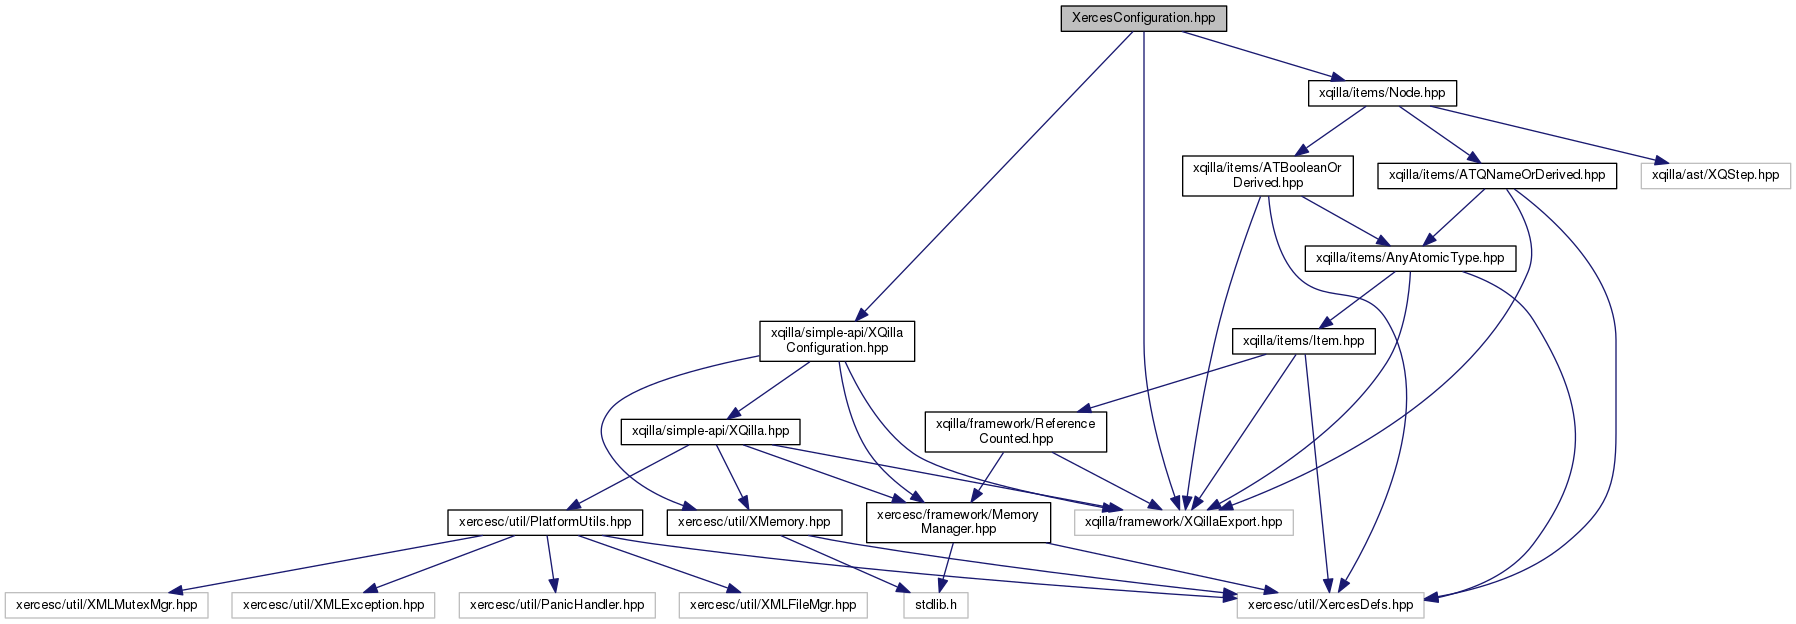 XercesConfiguration.hpp
xqilla/items/Node.hpp
xqilla/items/ATBooleanOr
Derived.hpp
xqilla/items/ATQNameOrDerived.hpp
xqilla/ast/XQStep.hpp
xqilla/items/AnyAtomicType.hpp
xqilla/simple-api/XQilla
Configuration.hpp
xqilla/items/Item.hpp
xqilla/simple-api/XQilla.hpp
xqilla/framework/Reference
Counted.hpp
xercesc/util/PlatformUtils.hpp
xercesc/util/XMemory.hpp
xercesc/framework/Memory
Manager.hpp
xqilla/framework/XQillaExport.hpp
xercesc/util/XMLMutexMgr.hpp
xercesc/util/XMLException.hpp
xercesc/util/PanicHandler.hpp
xercesc/util/XMLFileMgr.hpp
stdlib.h
xercesc/util/XercesDefs.hpp